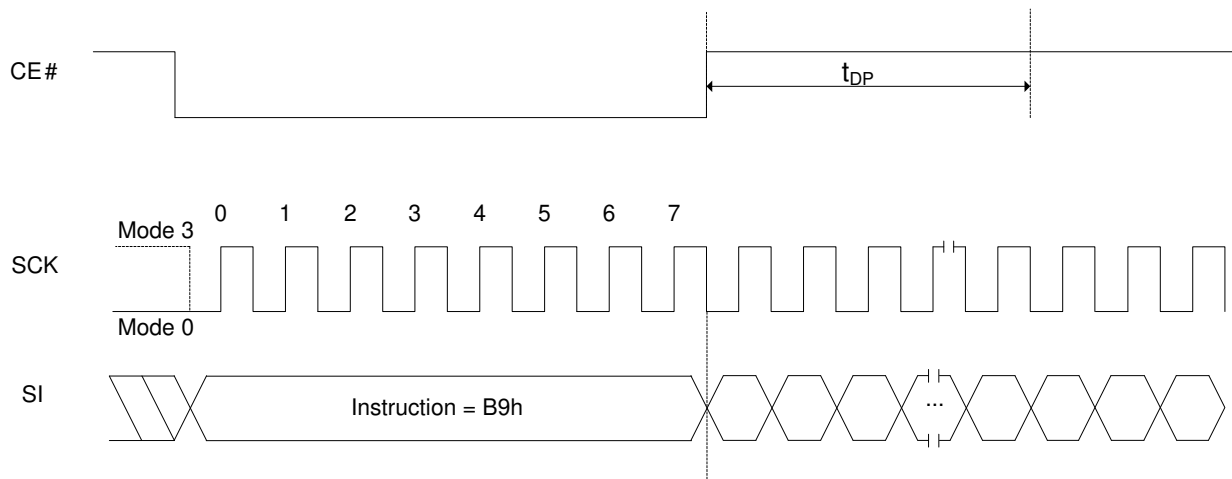 CE#
tDP
0 1 2 3 4 5 6 7
Mode 3
SCK
Mode 0
SI
Instruction = B9h
...